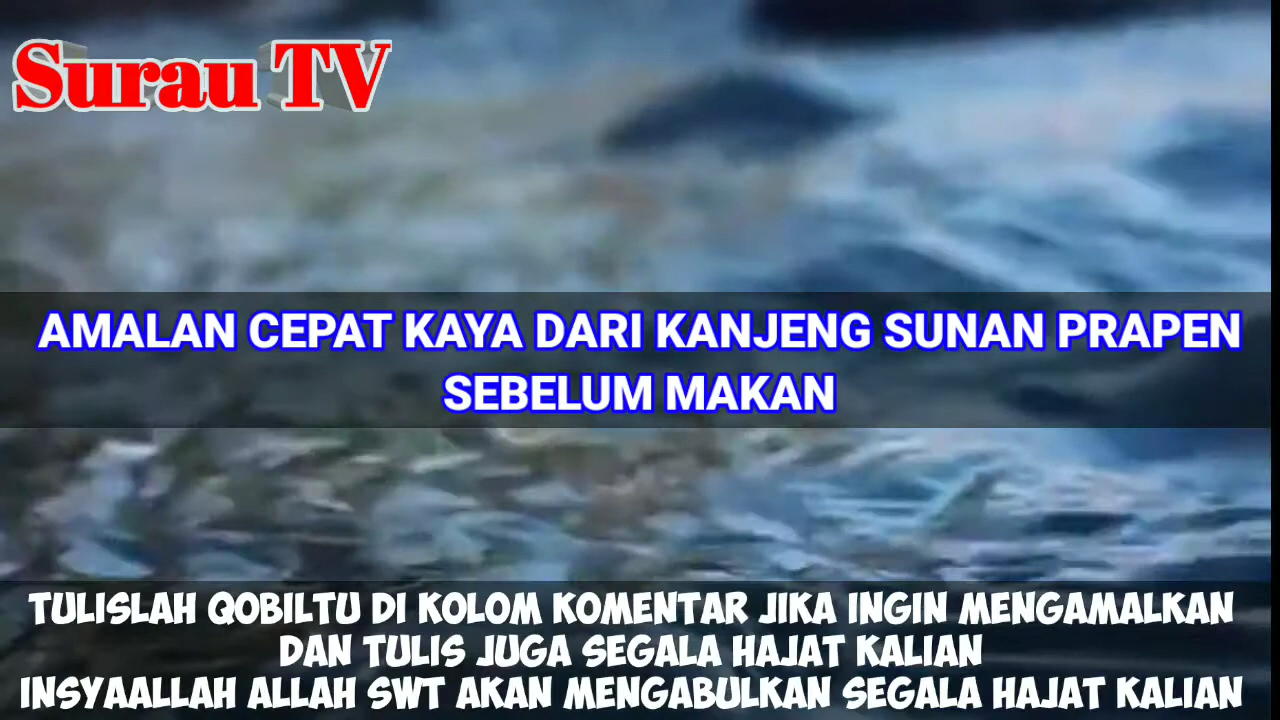 Surau TV
AMALAN CEPAT KAYA DARI KANJENG SUNAN PRAPEN
SEBELUM MAKAN
TULISLAH QOBILTU DI KOLOM KOMENTAR JIKA INGIN MENGAMALKAN
DAN TULIS JUGA SEGALA HAJAT KALIAN
INSYAALLAH ALLAH SWT AKAN MENGABULKAN SEGALA HAJAT KALIAN